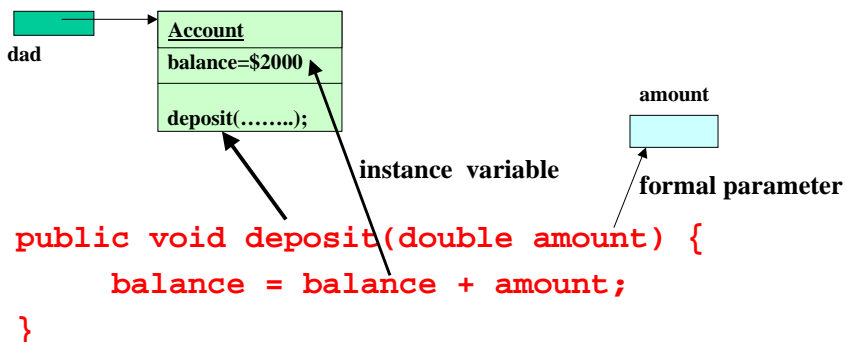 Account
dad
balance=$2000
amount
deposit(……..);
instance variable
formal parameter
public void deposit(double amount) {
balance = balance + amount;
}